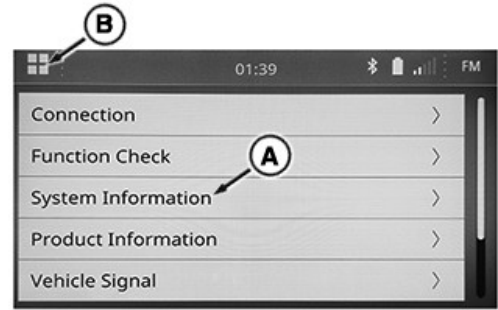 B
01:39 FM
Connection
Function Check
A
System Information
Product Information
Vehicle Signal